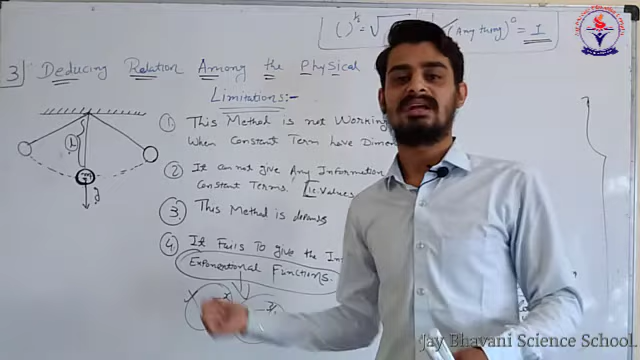 ( )^½ = √ (Any thing)^0 = 1
3] Deducing Relation Among the Physical
Limitations:-
① This Method is not Working
When Constant Term have Dimen
② It can not give Any Information
Constant Terms. [i.e. Values
③ This Method is depends
④ It Fails To give the In
Exponentional Functions.
l
m
g
Jay Bhavani Science School.